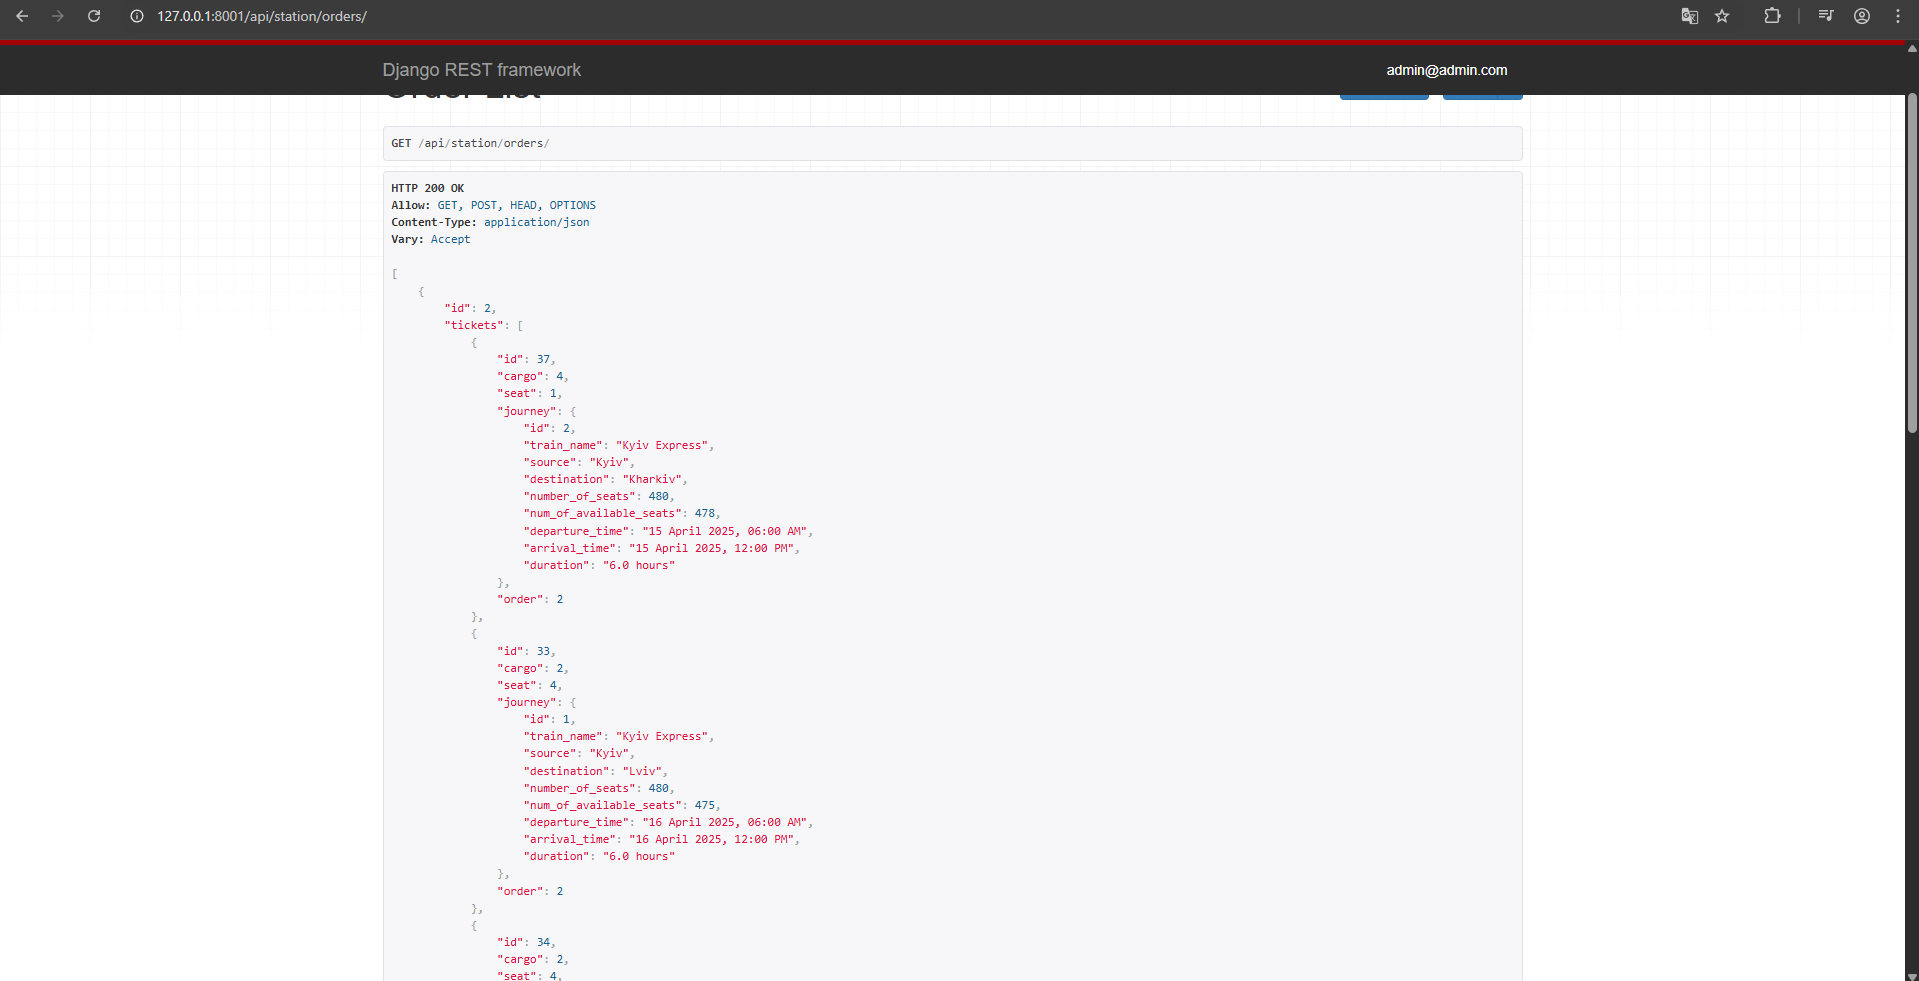 127.0.0.1:8001/api/station/orders/
Django REST framework
admin@admin.com
Order List
GET /api/station/orders/
HTTP 200 OK
Allow: GET, POST, HEAD, OPTIONS
Content-Type: application/json
Vary: Accept
[
{
"id": 2,
"tickets": [
{
"id": 37,
"cargo": 4,
"seat": 1,
"journey": {
"id": 2,
"train_name": "Kyiv Express",
"source": "Kyiv",
"destination": "Kharkiv",
"number_of_seats": 480,
"num_of_available_seats": 478,
"departure_time": "15 April 2025, 06:00 AM",
"arrival_time": "15 April 2025, 12:00 PM",
"duration": "6.0 hours"
},
"order": 2
},
{
"id": 33,
"cargo": 2,
"seat": 4,
"journey": {
"id": 1,
"train_name": "Kyiv Express",
"source": "Kyiv",
"destination": "Lviv",
"number_of_seats": 480,
"num_of_available_seats": 475,
"departure_time": "16 April 2025, 06:00 AM",
"arrival_time": "16 April 2025, 12:00 PM",
"duration": "6.0 hours"
},
"order": 2
},
{
"id": 34,
"cargo": 2,
"seat": 4,